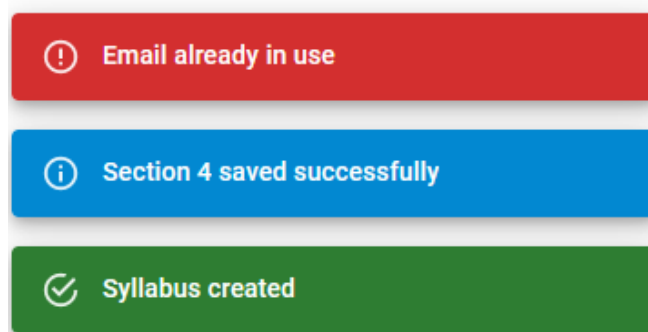 Email already in use
Section 4 saved successfully
Syllabus created